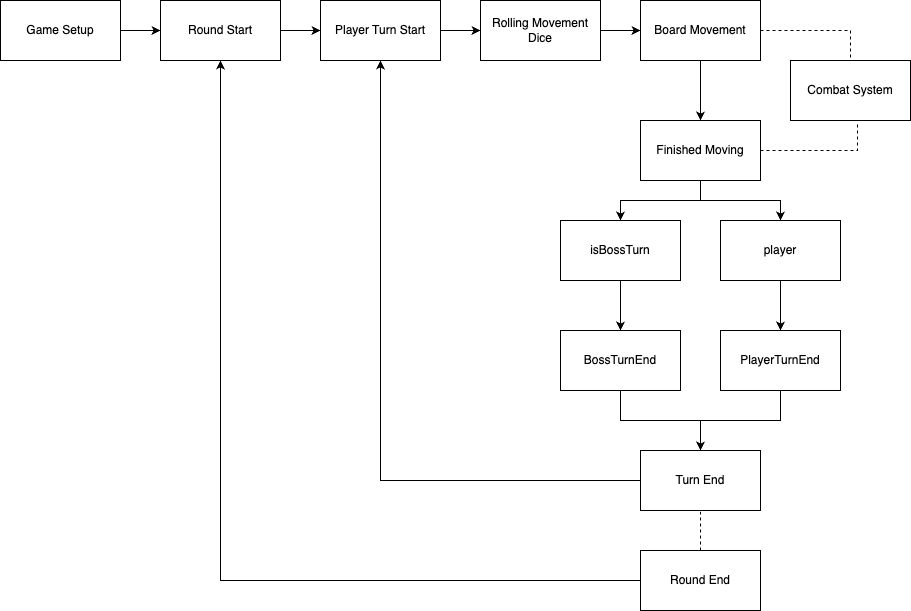 Game Setup
Round Start
Player Turn Start
Rolling Movement
Dice
Board Movement
Combat System
Finished Moving
isBossTurn
player
BossTurnEnd
PlayerTurnEnd
Turn End
Round End